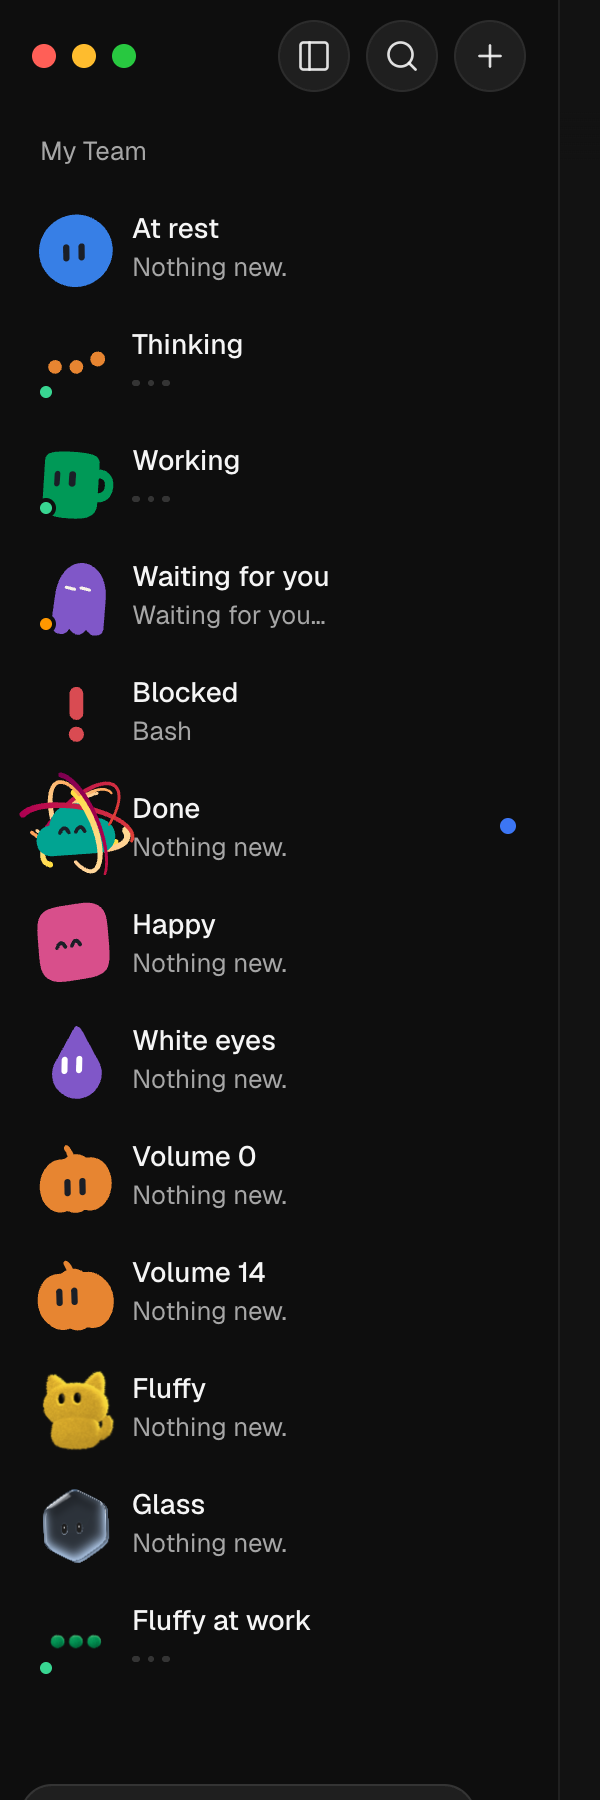 My Team
At rest
Nothing new.
Thinking
Working
Waiting for you
Waiting for you...
Blocked
Bash
Done
Nothing new.
Happy
Nothing new.
White eyes
Nothing new.
Volume 0
Nothing new.
Volume 14
Nothing new.
Fluffy
Nothing new.
Glass
Nothing new.
Fluffy at work